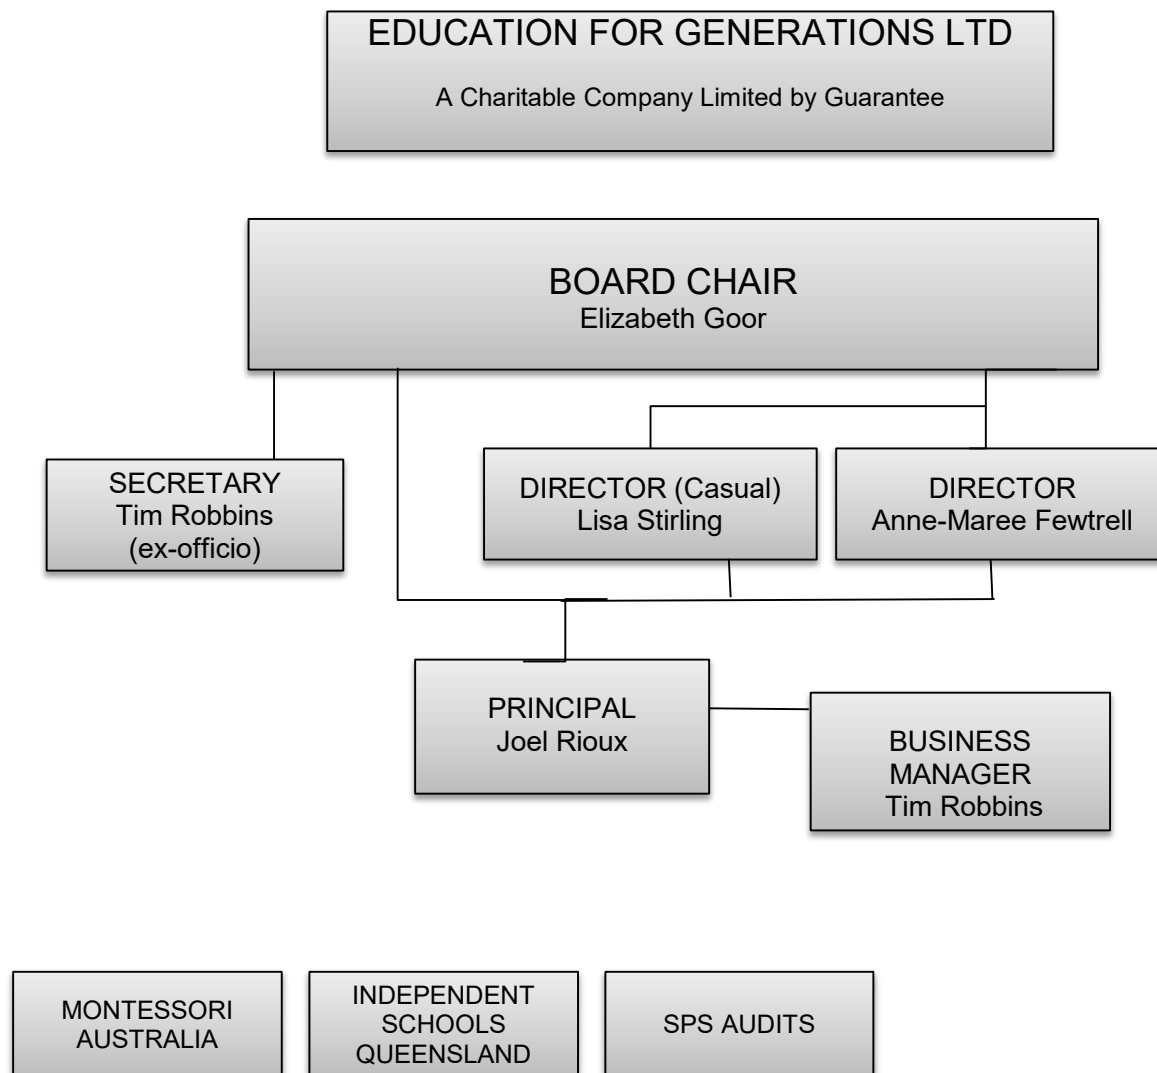 EDUCATION FOR GENERATIONS LTD
A Charitable Company Limited by Guarantee
BOARD CHAIR
Elizabeth Goor
SECRETARY
Tim Robbins
(ex-officio)
DIRECTOR (Casual)
Lisa Stirling
DIRECTOR
Anne-Maree Fewtrell
PRINCIPAL
Joel Rioux
BUSINESS
MANAGER
Tim Robbins
MONTESSORI
AUSTRALIA
INDEPENDENT
SCHOOLS
QUEENSLAND
SPS AUDITS